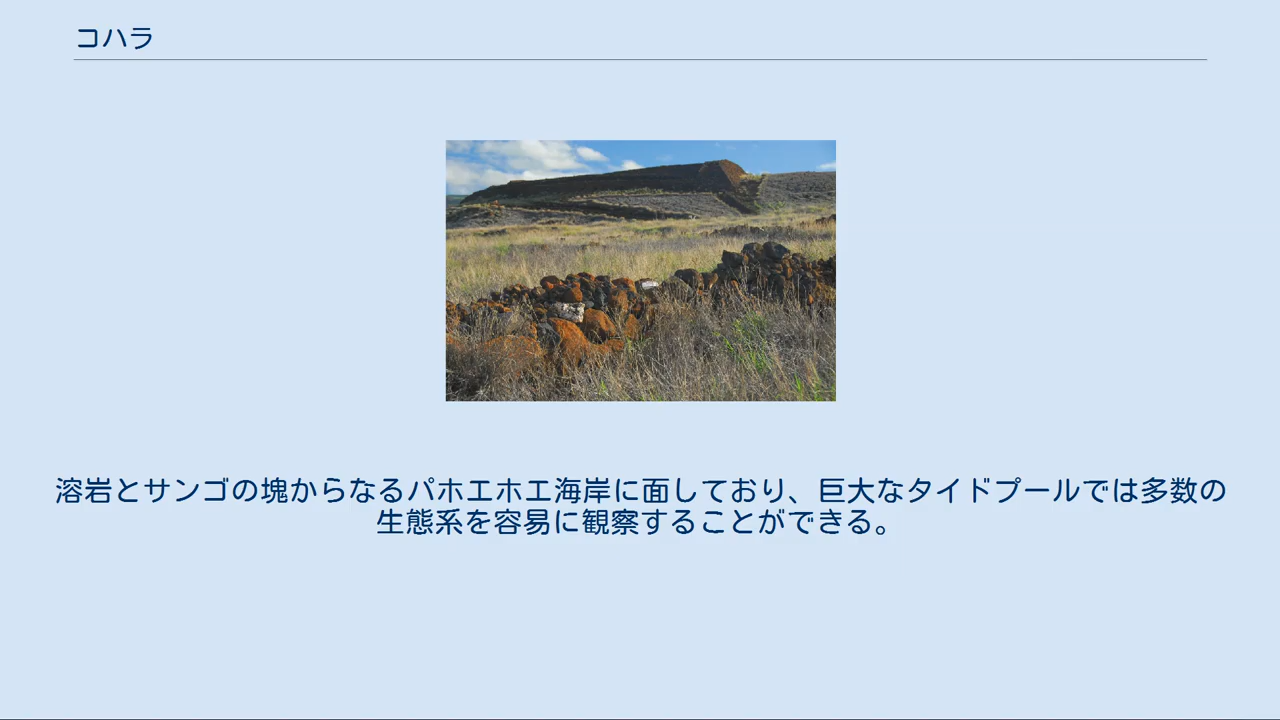 コハラ
溶岩とサンゴの塊からなるパホエホエ海岸に面しており、巨大なタイドプールでは多数の
生態系を容易に観察することができる。